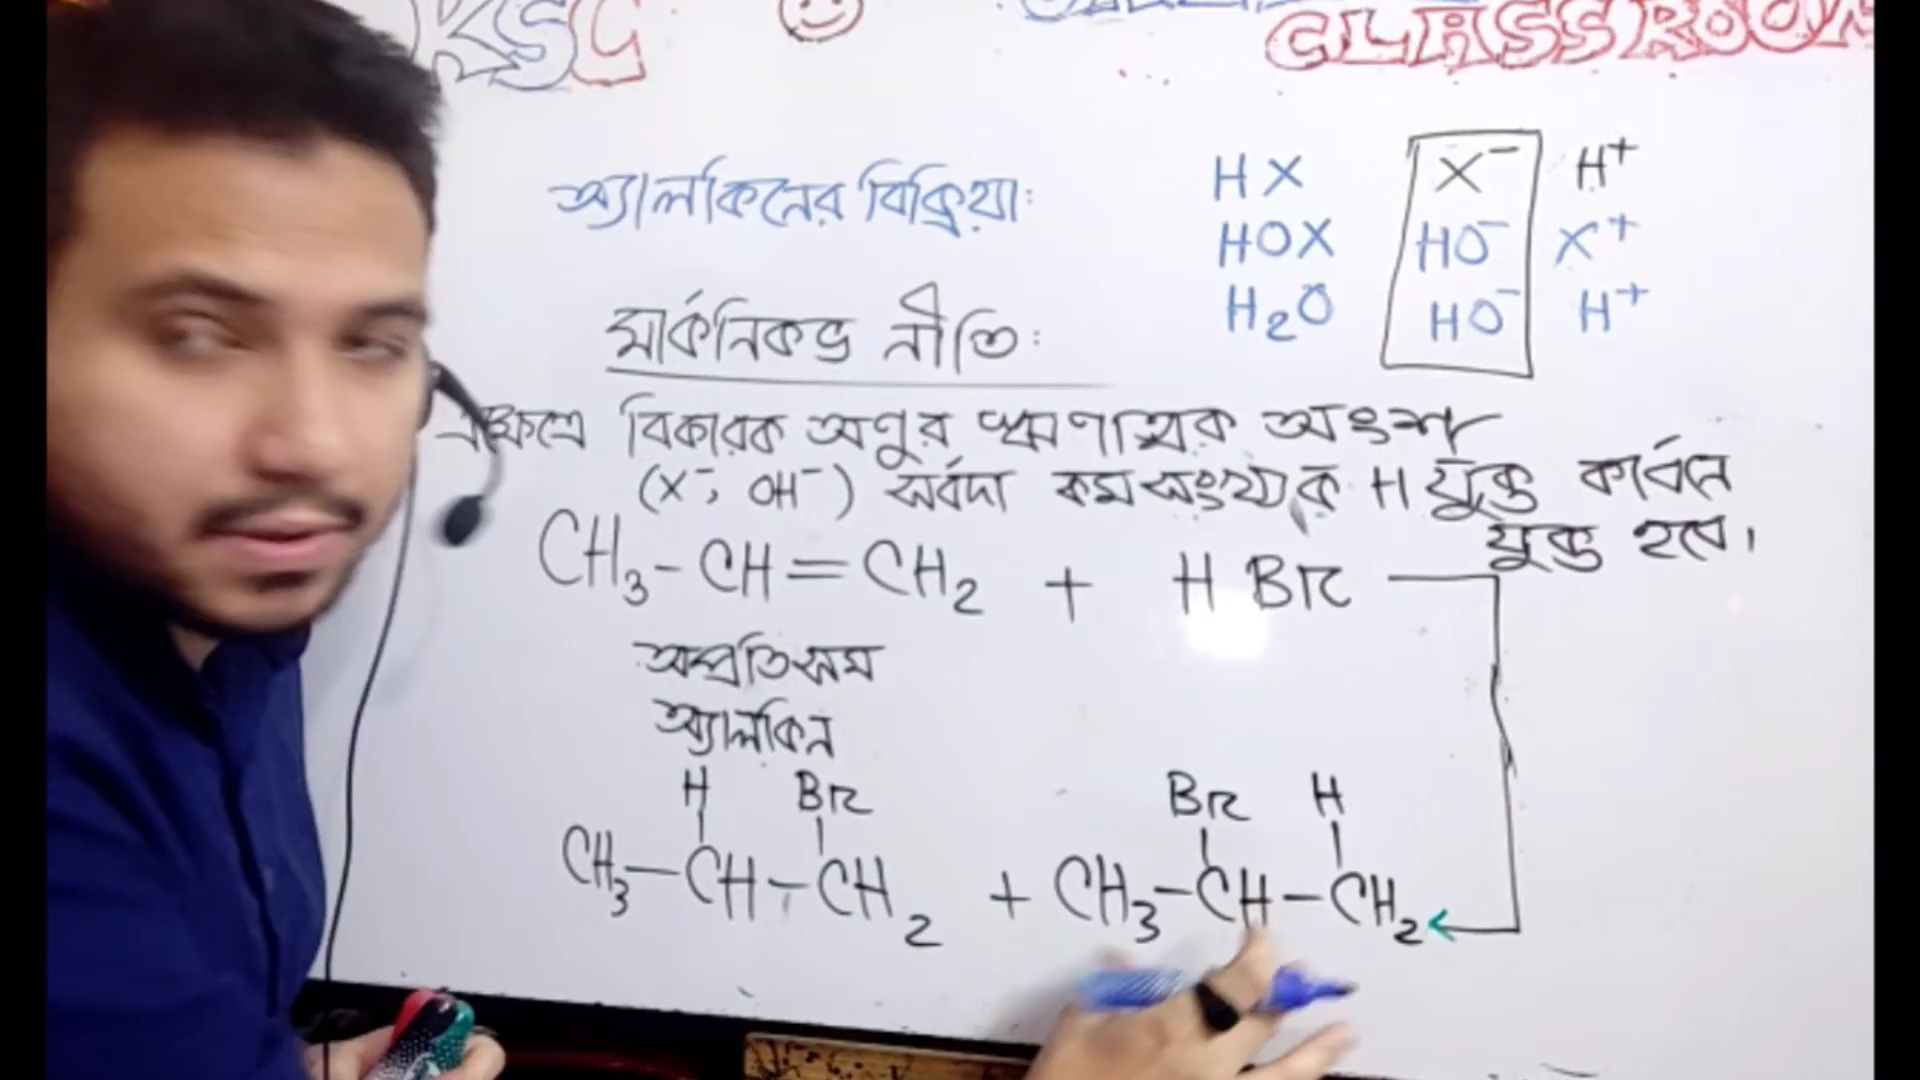 KSC
CLASSROOM
অ্যালকিনের বিক্রিয়া:
HX X⁻ H⁺
HOX HO⁻ X⁺
H₂O HO⁻ H⁺
মার্কনিকভ নীতি:
এক্ষেত্রে বিকারক অণুর ঋণাত্মক অংশ
(X⁻, OH⁻) সর্বদা কম সংখ্যক H যুক্ত কার্বনে
যুক্ত হবে।
CH₃-CH=CH₂ + HBr
অপ্রতিসম
অ্যালকিন
H Br Br H
CH₃-CH-CH₂ + CH₃-CH-CH₂